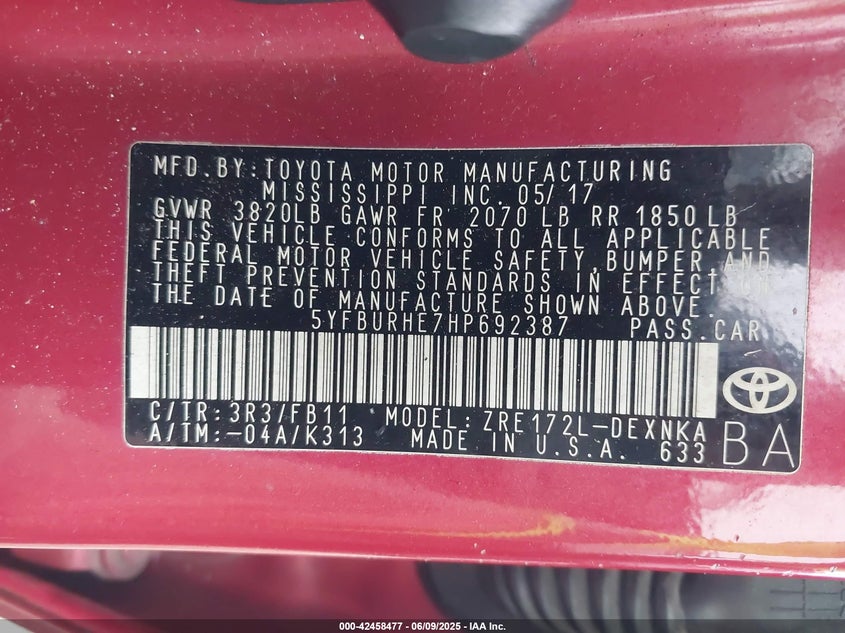 MFD.BY:TOYOTA MOTOR MANUFACTURING
MISSISSIPPI INC. 05/17
GVWR 3820LB GAWR FR 2070 LB RR 1850 LB
THIS VEHICLE CONFORMS TO ALL APPLICABLE
FEDERAL MOTOR VEHICLE SAFETY,BUMPER AND
THEFT PREVENTION STANDARDS IN EFFECT ON
THE DATE OF MANUFACTURE SHOWN ABOVE.
5YFBURHE7HP692387 PASS.CAR
C/TR:3R3/FB11 MODEL:ZRE172L-DEXNKA
A/TM:-04A/K313 MADE IN U.S.A. 633 BA
000-42458477 - 06/09/2025 - IAA Inc.